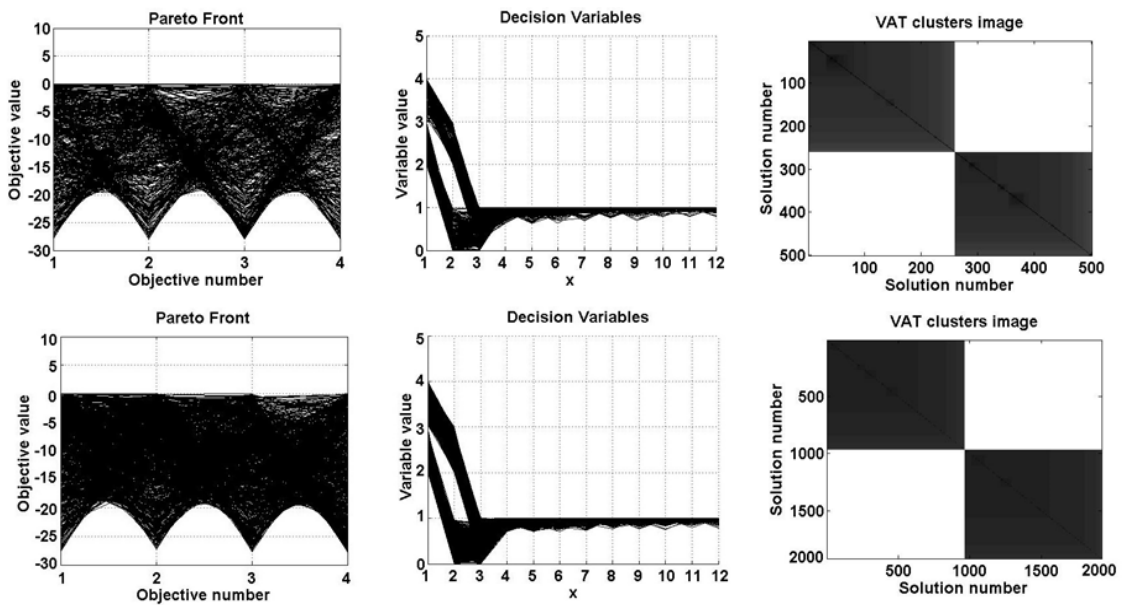 Pareto Front
10
5
0
-5
-10
-15
-20
-25
-30
Objective value
1 2 3 4
Objective number
Decision Variables
5
4
3
2
1
0
Variable value
1 2 3 4 5 6 7 8 9 10 11 12
x
VAT clusters image
100
200
300
400
500
Solution number
100 200 300 400 500
Solution number
Pareto Front
10
5
0
-5
-10
-15
-20
-25
-30
Objective value
1 2 3 4
Objective number
Decision Variables
5
4
3
2
1
0
Variable value
1 2 3 4 5 6 7 8 9 10 11 12
x
VAT clusters image
500
1000
1500
2000
Solution number
500 1000 1500 2000
Solution number